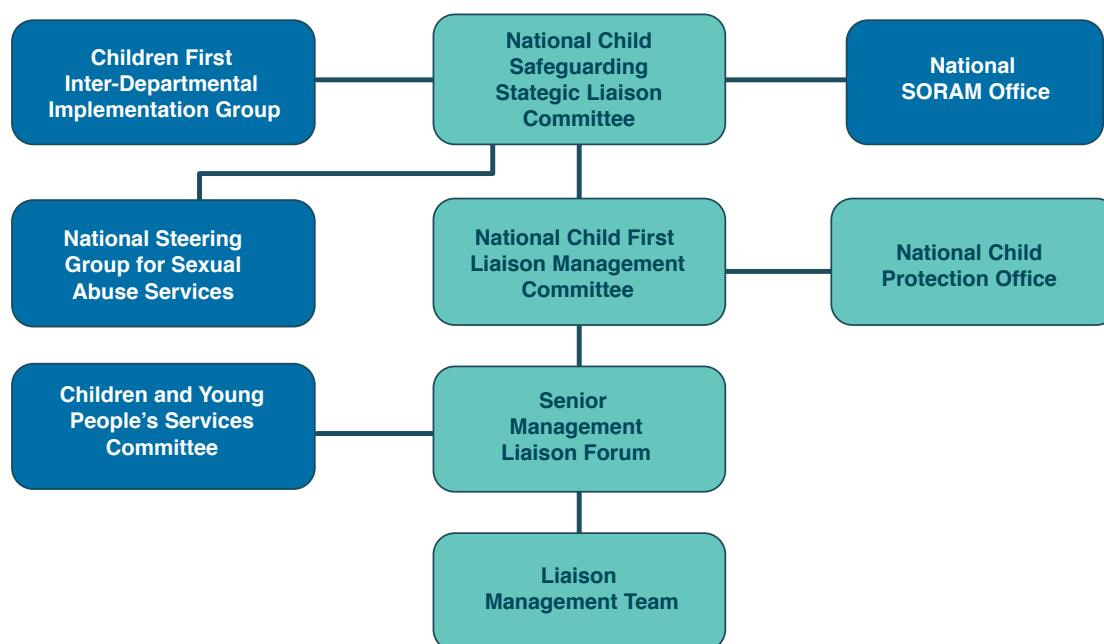 Children First
Inter-Departmental
Implementation Group
National Child
Safeguarding
Stategic Liaison
Committee
National
SORAM Office
National Steering
Group for Sexual
Abuse Services
National Child First
Liaison Management
Committee
National Child
Protection Office
Children and Young
People’s Services
Committee
Senior
Management
Liaison Forum
Liaison
Management Team